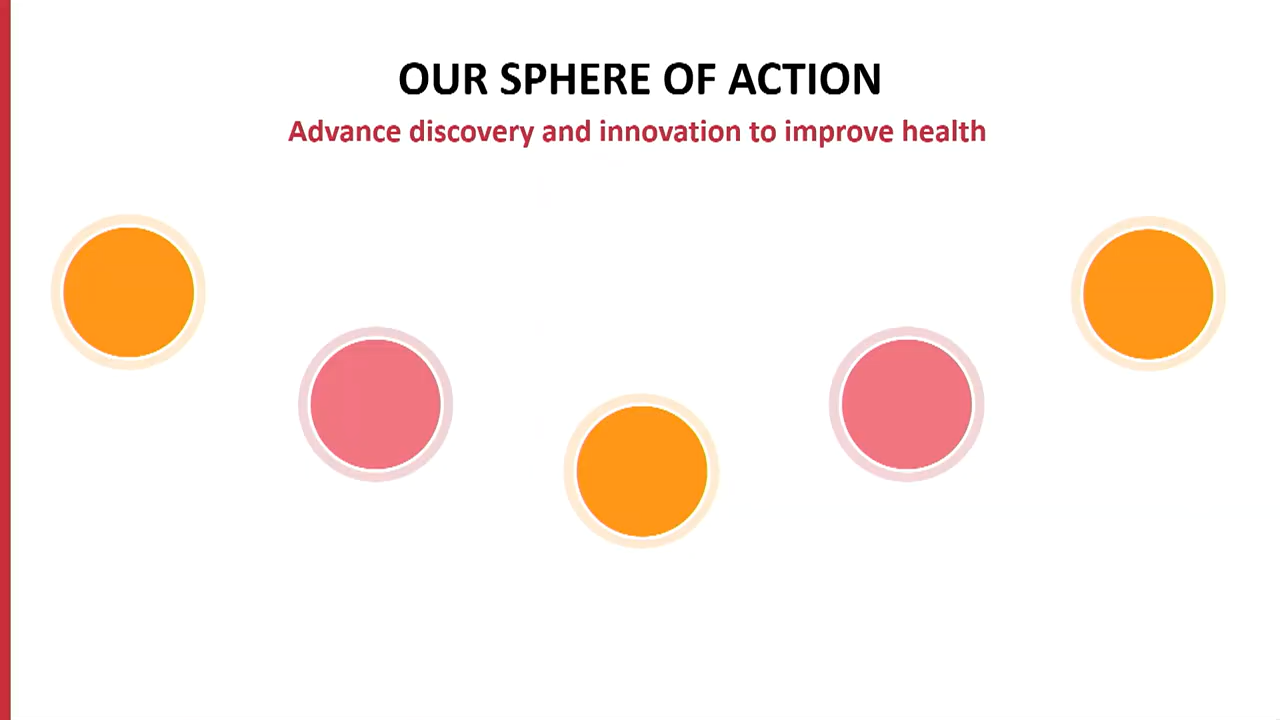 OUR SPHERE OF ACTION
Advance discovery and innovation to improve health